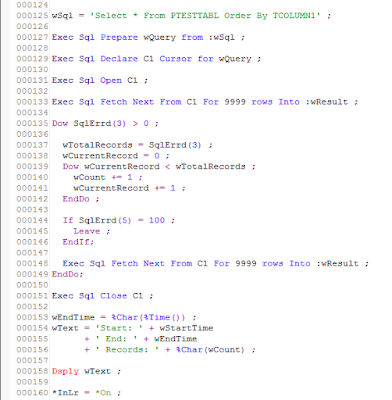 000124
000125 wSql = 'Select * From PTESTTABL Order By TCOLUMN1' ;
000126
000127 Exec Sql Prepare wQuery from :wSql ;
000128
000129 Exec Sql Declare C1 Cursor for wQuery ;
000130
000131 Exec Sql Open C1 ;
000132
000133 Exec Sql Fetch Next From C1 For 9999 rows Into :wResult ;
000134
000135 Dow SqlErrd(3) > 0 ;
000136
000137   wTotalRecords = SqlErrd(3) ;
000138   wCurrentRecord = 0 ;
000139   Dow wCurrentRecord < wTotalRecords ;
000140     wCount += 1 ;
000141     wCurrentRecord += 1 ;
000142   EndDo ;
000143
000144   If SqlErrd(5) = 100 ;
000145     Leave ;
000146   EndIf;
000147
000148   Exec Sql Fetch Next From C1 For 9999 rows Into :wResult ;
000149 EndDo;
000150
000151 Exec Sql Close C1 ;
000152
000153 wEndTime = %Char(%Time()) ;
000154 wText = 'Start: ' + wStartTime
000155       + ' End: ' + wEndTime
000156       + ' Records: ' + %Char(wCount) ;
000157
000158 Dsply wText ;
000159
000160 *InLr = *On ;